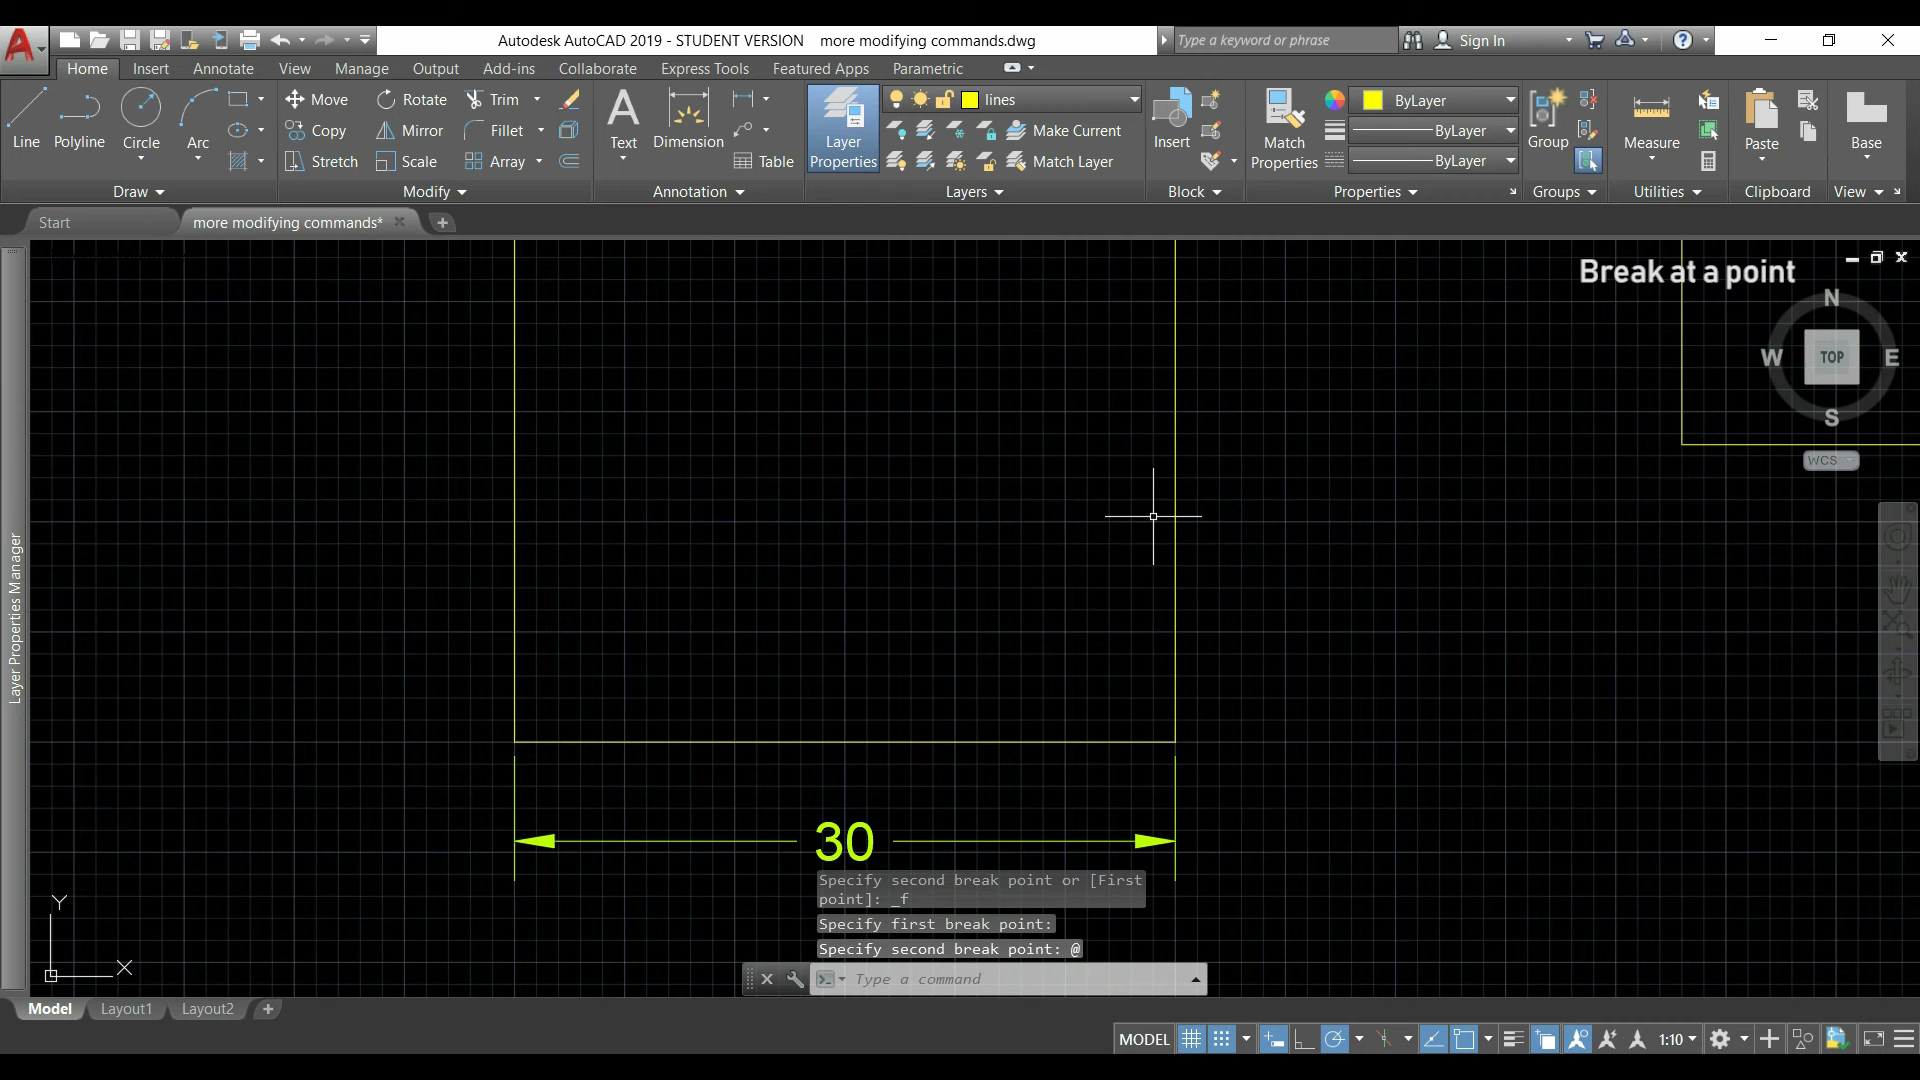 Autodesk AutoCAD 2019 - STUDENT VERSION more modifying commands.dwg
Type a keyword or phrase
Sign In
Home Insert Annotate View Manage Output Add-ins Collaborate Express Tools Featured Apps Parametric
Line Polyline Circle Arc
Move Rotate Trim
Copy Mirror Fillet
Stretch Scale Array
Text Dimension Table
Layer Properties
lines
Make Current
Match Layer
Insert
Match Properties
ByLayer
ByLayer
ByLayer
Group
Measure
Paste
Base
Draw Modify Annotation Layers Block Properties Groups Utilities Clipboard View
Start more modifying commands*
Break at a point
N
W TOP E
S
WCS
Layer Properties Manager
30
Specify second break point or [First
point]: _f
Specify first break point:
Specify second break point: @
Type a command
Y
X
Model Layout1 Layout2
MODEL 1:10